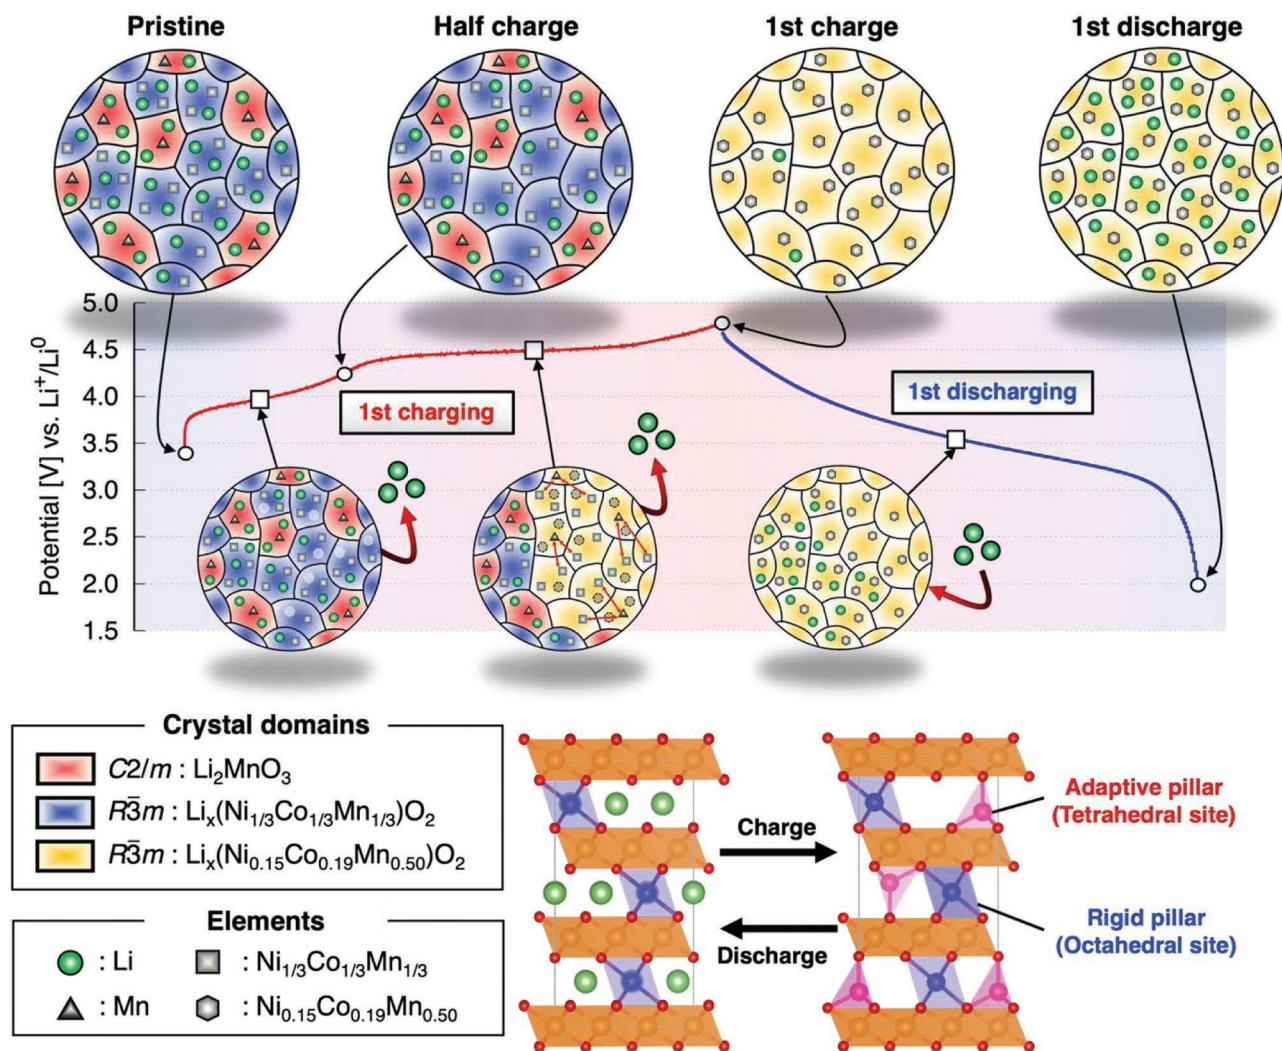 Pristine
Half charge
1st charge
1st discharge
Potential [V] vs. Li⁺/Li⁰
5.0
4.5
4.0
3.5
3.0
2.5
2.0
1.5
1st charging
1st discharging
Crystal domains
C2/m : Li₂MnO₃
R3̄m : Liₓ(Ni₁/₃Co₁/₃Mn₁/₃)O₂
R3̄m : Liₓ(Ni₀.₁₅Co₀.₁₉Mn₀.₅₀)O₂
Elements
: Li
: Ni₁/₃Co₁/₃Mn₁/₃
: Mn
: Ni₀.₁₅Co₀.₁₉Mn₀.₅₀
Charge
Discharge
Adaptive pillar
(Tetrahedral site)
Rigid pillar
(Octahedral site)